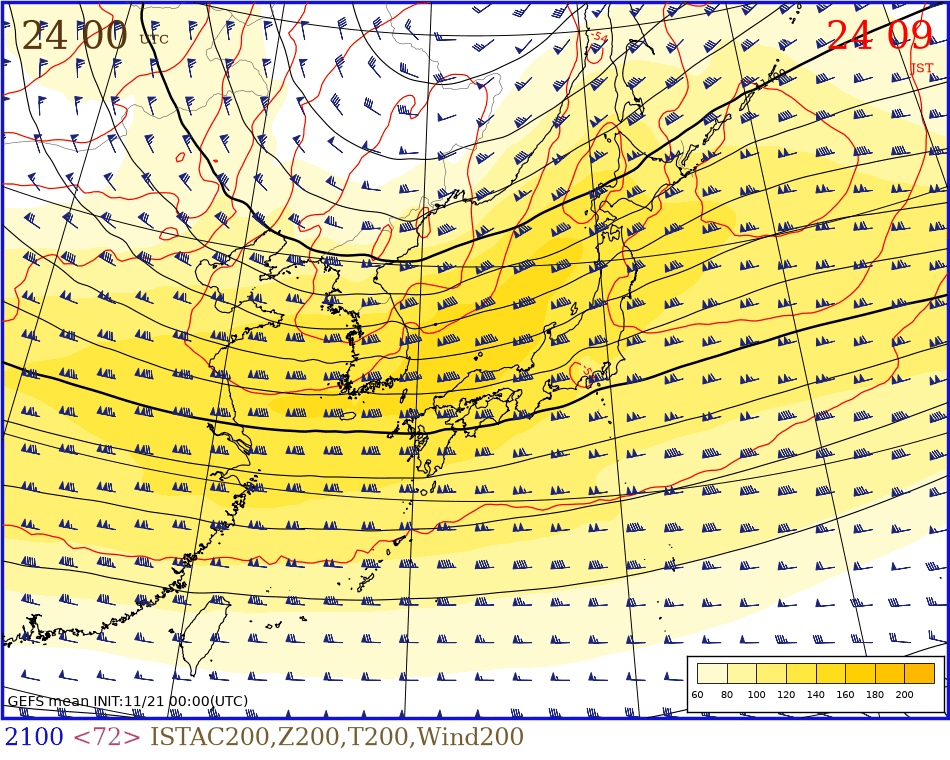 24 00 UTC
24 09
JST
-54
60 80 100 120 140 160 180 200
GEFS mean INIT:11/21 00:00(UTC)
2100 <72> ISTAC200,Z200,T200,Wind200